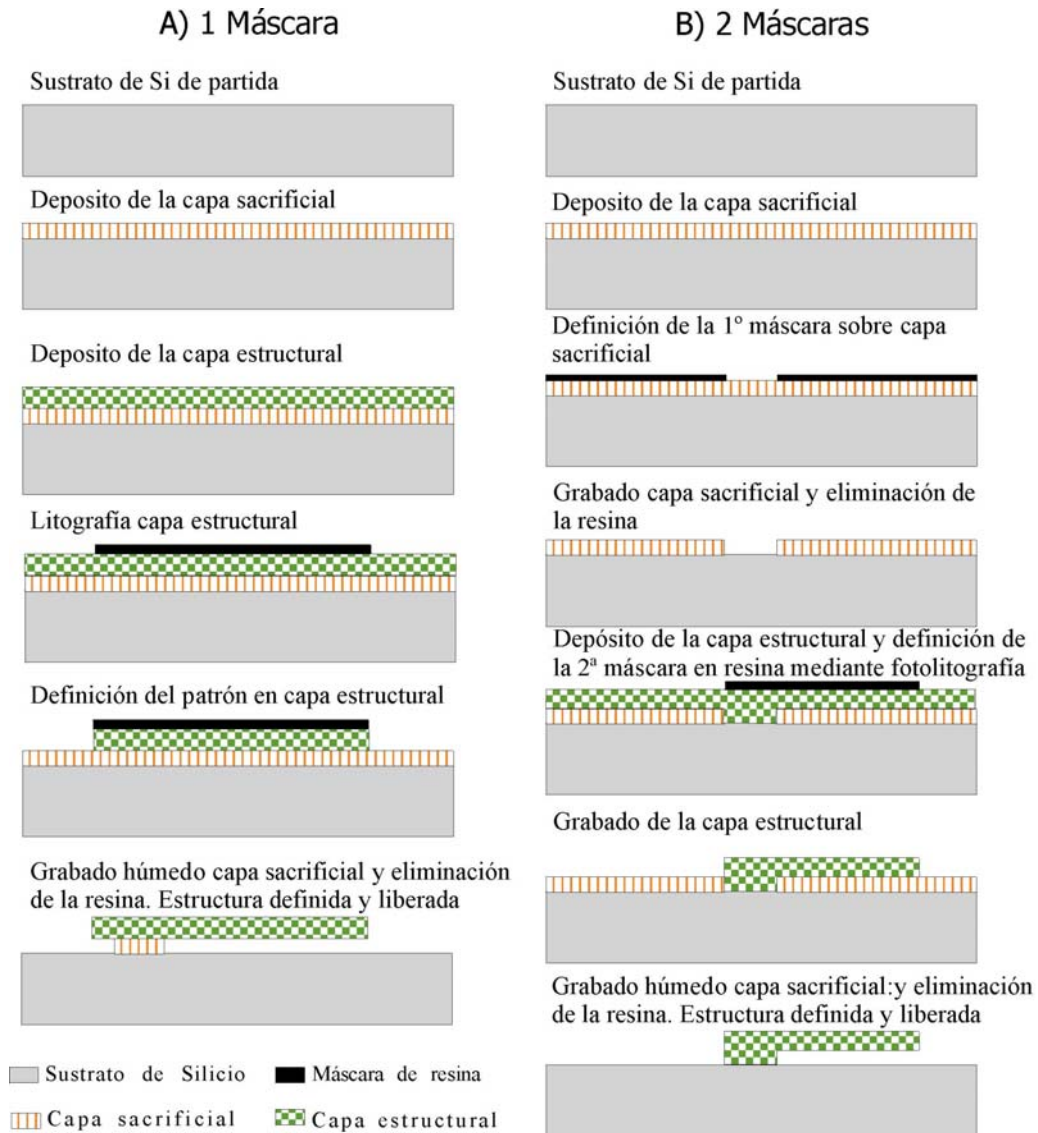 A) 1 Máscara
Sustrato de Si de partida
Deposito de la capa sacrificial
Deposito de la capa estructural
Litografía capa estructural
Definición del patrón en capa estructural
Grabado húmedo capa sacrificial y eliminación
de la resina. Estructura definida y liberada
B) 2 Máscaras
Sustrato de Si de partida
Deposito de la capa sacrificial
Definición de la 1º máscara sobre capa
sacrificial
Grabado capa sacrificial y eliminación de
la resina
Depósito de la capa estructural y definición de
la 2ª máscara en resina mediante fotolitografía
Grabado de la capa estructural
Grabado húmedo capa sacrificial:y eliminación
de la resina. Estructura definida y liberada
Sustrato de Silicio
Máscara de resina
Capa sacrificial
Capa estructural